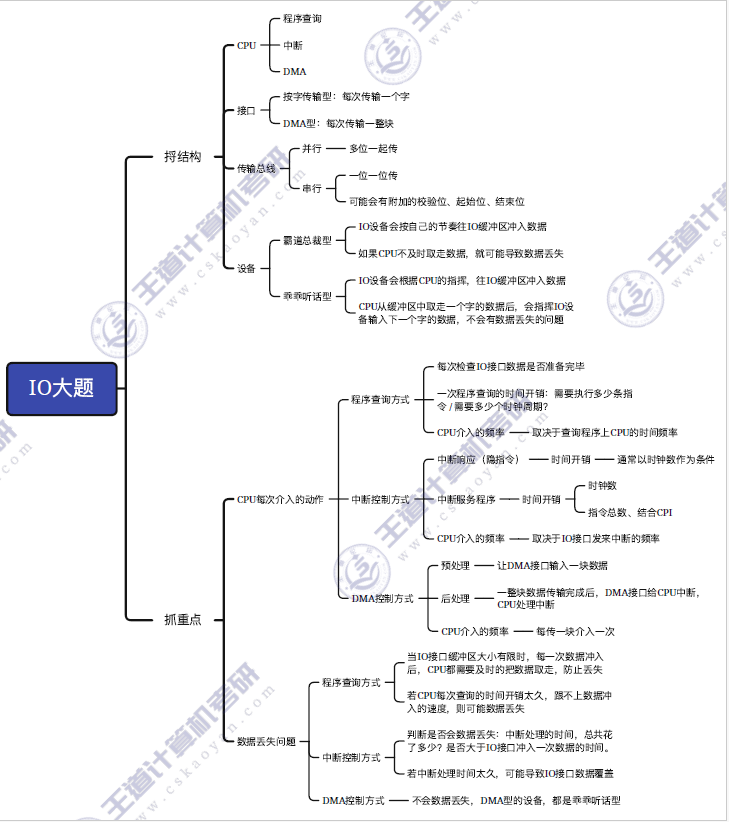 IO大题
捋结构
CPU
程序查询
中断
DMA
接口
按字传输型：每次传输一个字
DMA型：每次传输一整块
传输总线
并行
多位一起传
串行
一位一位传
可能会有附加的校验位、起始位、结束位
设备
霸道总裁型
IO设备会按自己的节奏往IO缓冲区冲入数据
如果CPU不及时取走数据，就可能导致数据丢失
乖乖听话型
IO设备会根据CPU的指挥，往IO缓冲区冲入数据
CPU从缓冲区中取走一个字的数据后，会指挥IO设
备输入下一个字的数据，不会有数据丢失的问题
抓重点
CPU每次介入的动作
程序查询方式
每次检查IO接口数据是否准备完毕
一次程序查询的时间开销：需要执行多少条指
令 / 需要多少个时钟周期？
CPU介入的频率
取决于查询程序上CPU的时间频率
中断控制方式
中断响应（隐指令）
时间开销
通常以时钟数作为条件
中断服务程序
时间开销
时钟数
指令总数、结合CPI
CPU介入的频率
取决于IO接口发来中断的频率
DMA控制方式
预处理
让DMA接口输入一块数据
后处理
一整块数据传输完成后，DMA接口给CPU中断，
CPU处理中断
CPU介入的频率
每传一块介入一次
数据丢失问题
程序查询方式
当IO接口缓冲区大小有限时，每一次数据冲入
后，CPU都需要及时的把数据取走，防止丢失
若CPU每次查询的时间开销太久，跟不上数据冲
入的速度，则可能数据丢失
中断控制方式
判断是否会数据丢失：中断处理的时间，总共花
了多少？是否大于IO接口冲入一次数据的时间。
若中断处理时间太久，可能导致IO接口数据覆盖
DMA控制方式
不会数据丢失，DMA型的设备，都是乖乖听话型
王道计算机考研
www.cskaoyan.com
王道计算机考研
www.cskaoyan.com
王道计算机考研
www.cskaoyan.com